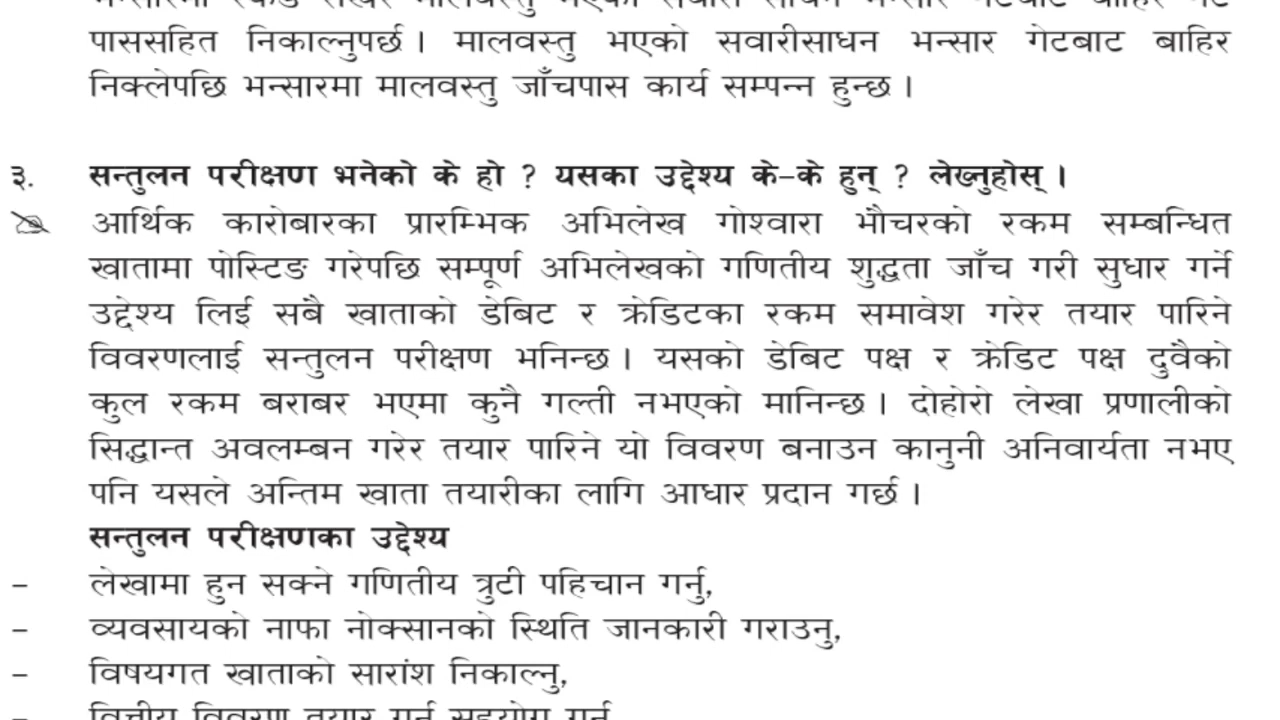 पाससहित निकाल्नुपर्छ। मालवस्तु भएको सवारीसाधन भन्सार गेटबाट बाहिर
निक्लेपछि भन्सारमा मालवस्तु जाँचपास कार्य सम्पन्न हुन्छ।
३. सन्तुलन परीक्षण भनेको के हो ? यसका उद्देश्य के-के हुन् ? लेख्नुहोस्।
आर्थिक कारोबारका प्रारम्भिक अभिलेख गोश्वारा भौचरको रकम सम्बन्धित
खातामा पोस्टिङ गरेपछि सम्पूर्ण अभिलेखको गणितीय शुद्धता जाँच गरी सुधार गर्ने
उद्देश्य लिई सबै खाताको डेबिट र क्रेडिटका रकम समावेश गरेर तयार पारिने
विवरणलाई सन्तुलन परीक्षण भनिन्छ। यसको डेबिट पक्ष र क्रेडिट पक्ष दुवैको
कुल रकम बराबर भएमा कुनै गल्ती नभएको मानिन्छ। दोहोरो लेखा प्रणालीको
सिद्धान्त अवलम्बन गरेर तयार पारिने यो विवरण बनाउन कानुनी अनिवार्यता नभए
पनि यसले अन्तिम खाता तयारीका लागि आधार प्रदान गर्छ।
सन्तुलन परीक्षणका उद्देश्य
– लेखामा हुन सक्ने गणितीय त्रुटी पहिचान गर्नु,
– व्यवसायको नाफा नोक्सानको स्थिति जानकारी गराउनु,
– विषयगत खाताको सारांश निकाल्नु,
– वित्तीय विवरण तयार गर्न सहयोग गर्नु